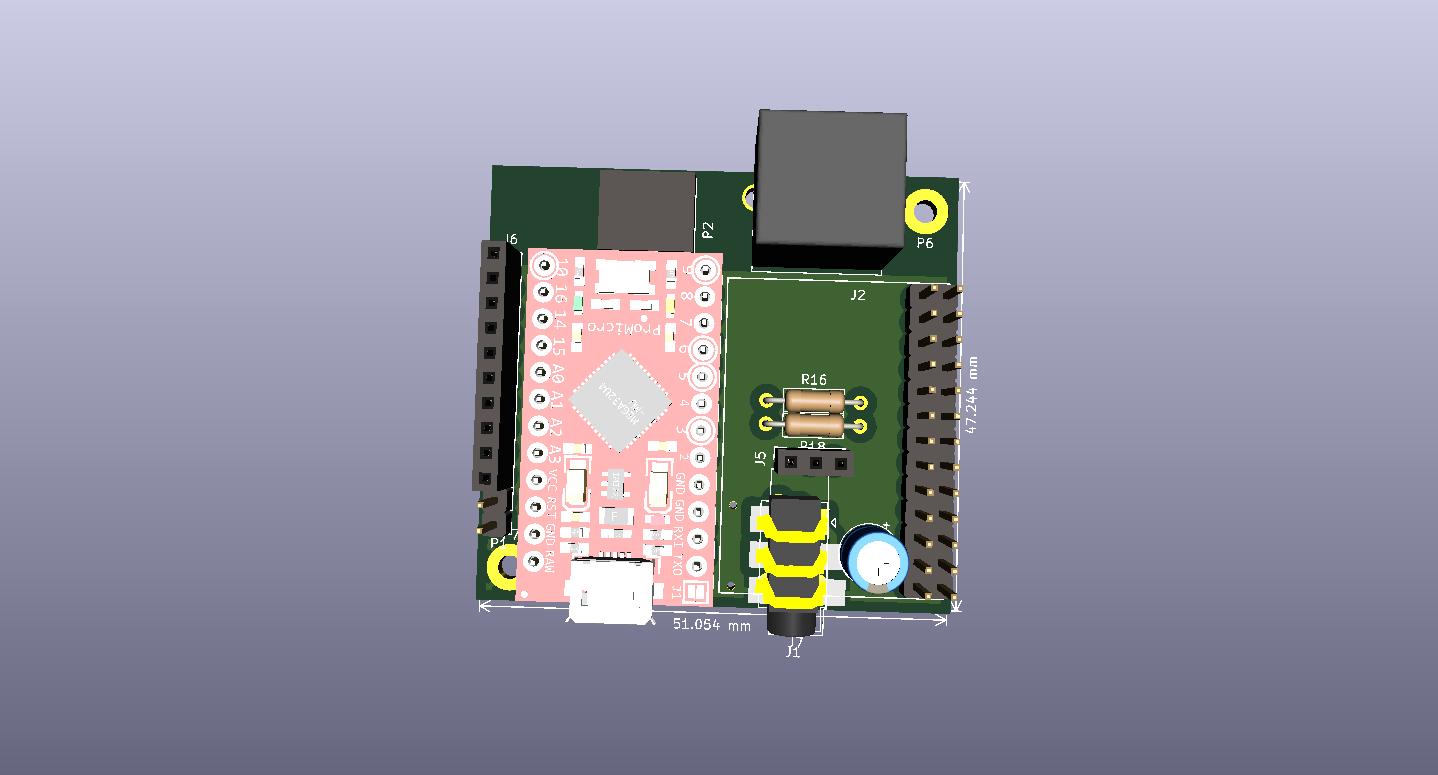 J6
P2
P6
J2
10
16
14
15
A0
A1
A2
A3
VCC
RST
GND
RAW
9
8
7
6
5
4
3
2
GND
GND
RXI
TXO
J1
ProMicro
MEGA32U4
F
R16
R18
J5
+
P1
47.244 mm
51.054 mm
J7
J1